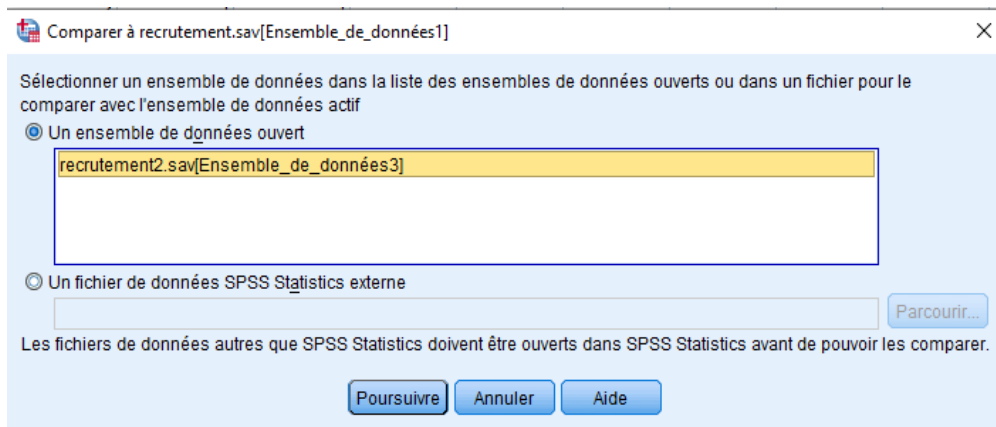 Comparer à recrutement.sav[Ensemble_de_données1]
Sélectionner un ensemble de données dans la liste des ensembles de données ouverts ou dans un fichier pour le
comparer avec l'ensemble de données actif
Un ensemble de données ouvert
recrutement2.sav[Ensemble_de_données3]
Un fichier de données SPSS Statistics externe
Parcourir...
Les fichiers de données autres que SPSS Statistics doivent être ouverts dans SPSS Statistics avant de pouvoir les comparer.
Poursuivre Annuler Aide